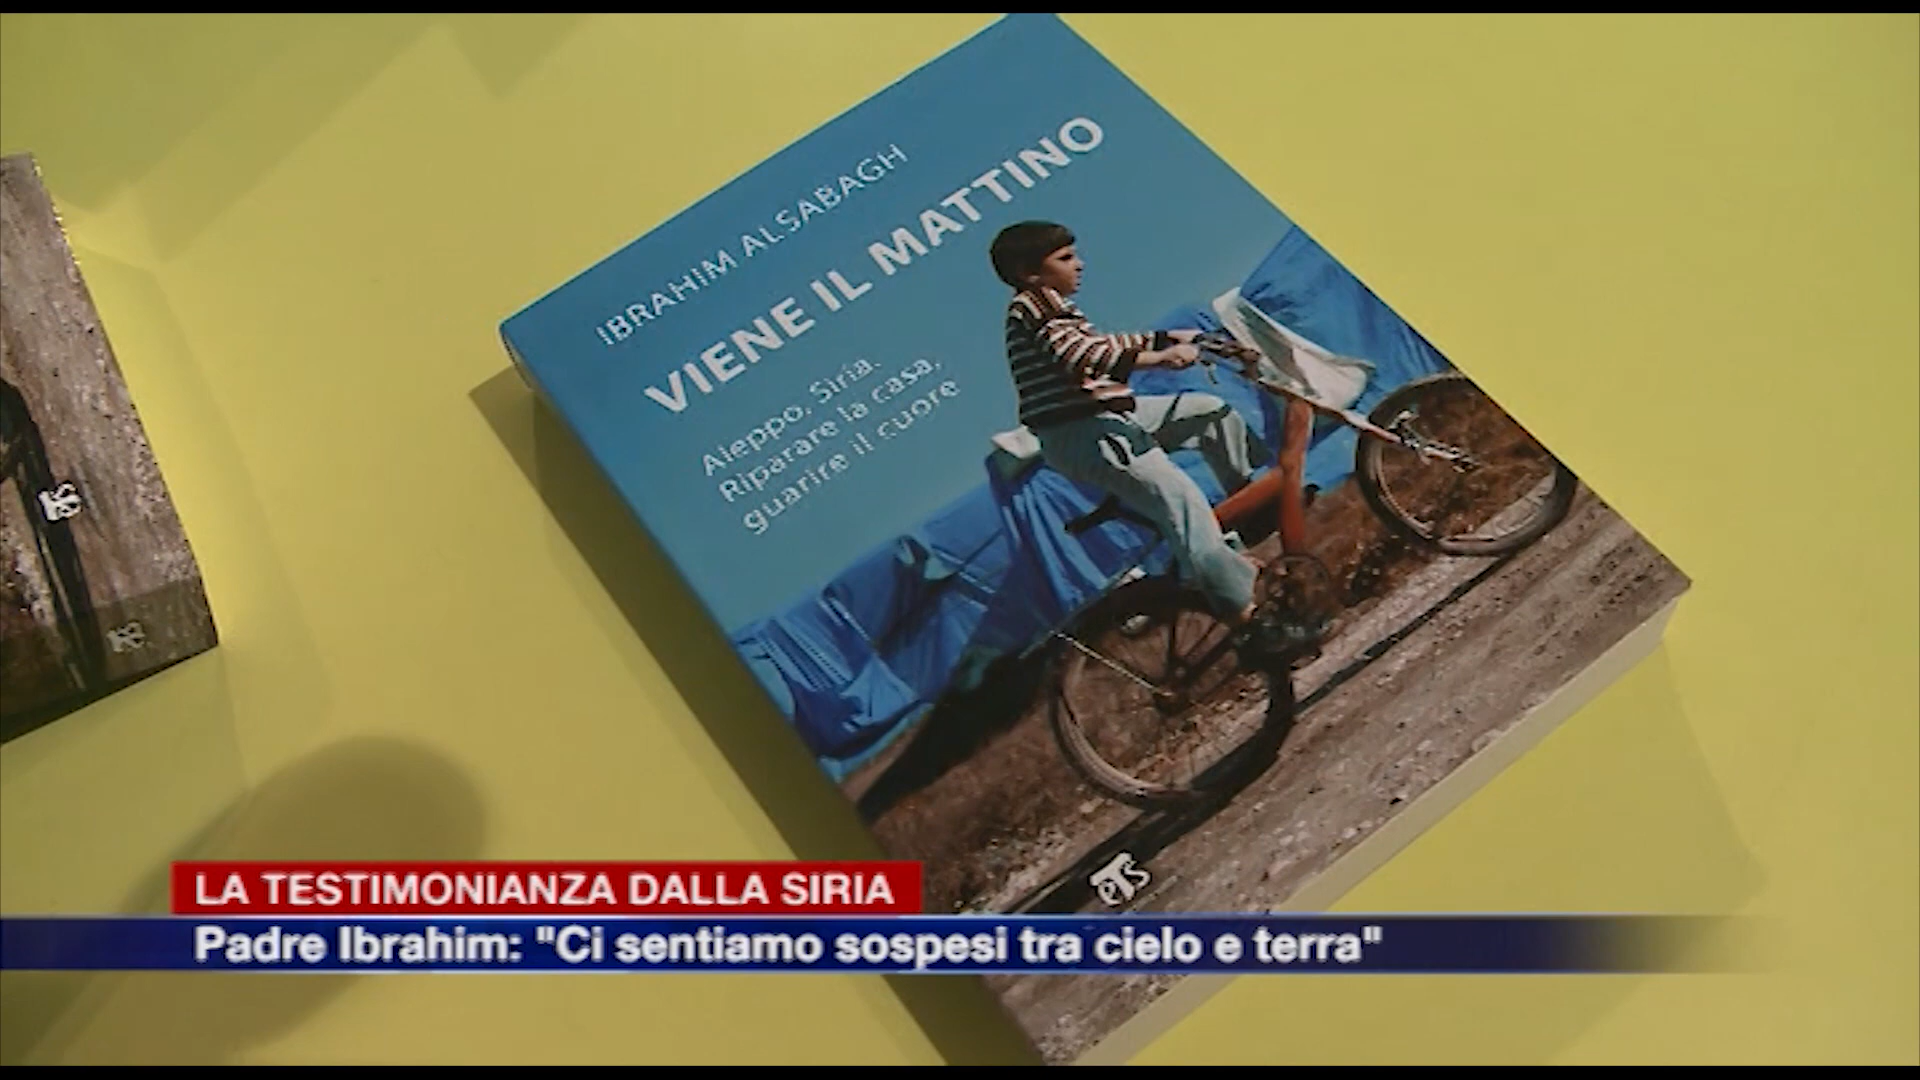 IBRAHIM ALSABAGH
VIENE IL MATTINO
Aleppo, Siria.
Riparare la casa,
guarire il cuore
eTS
LA TESTIMONIANZA DALLA SIRIA
Padre Ibrahim: "Ci sentiamo sospesi tra cielo e terra"